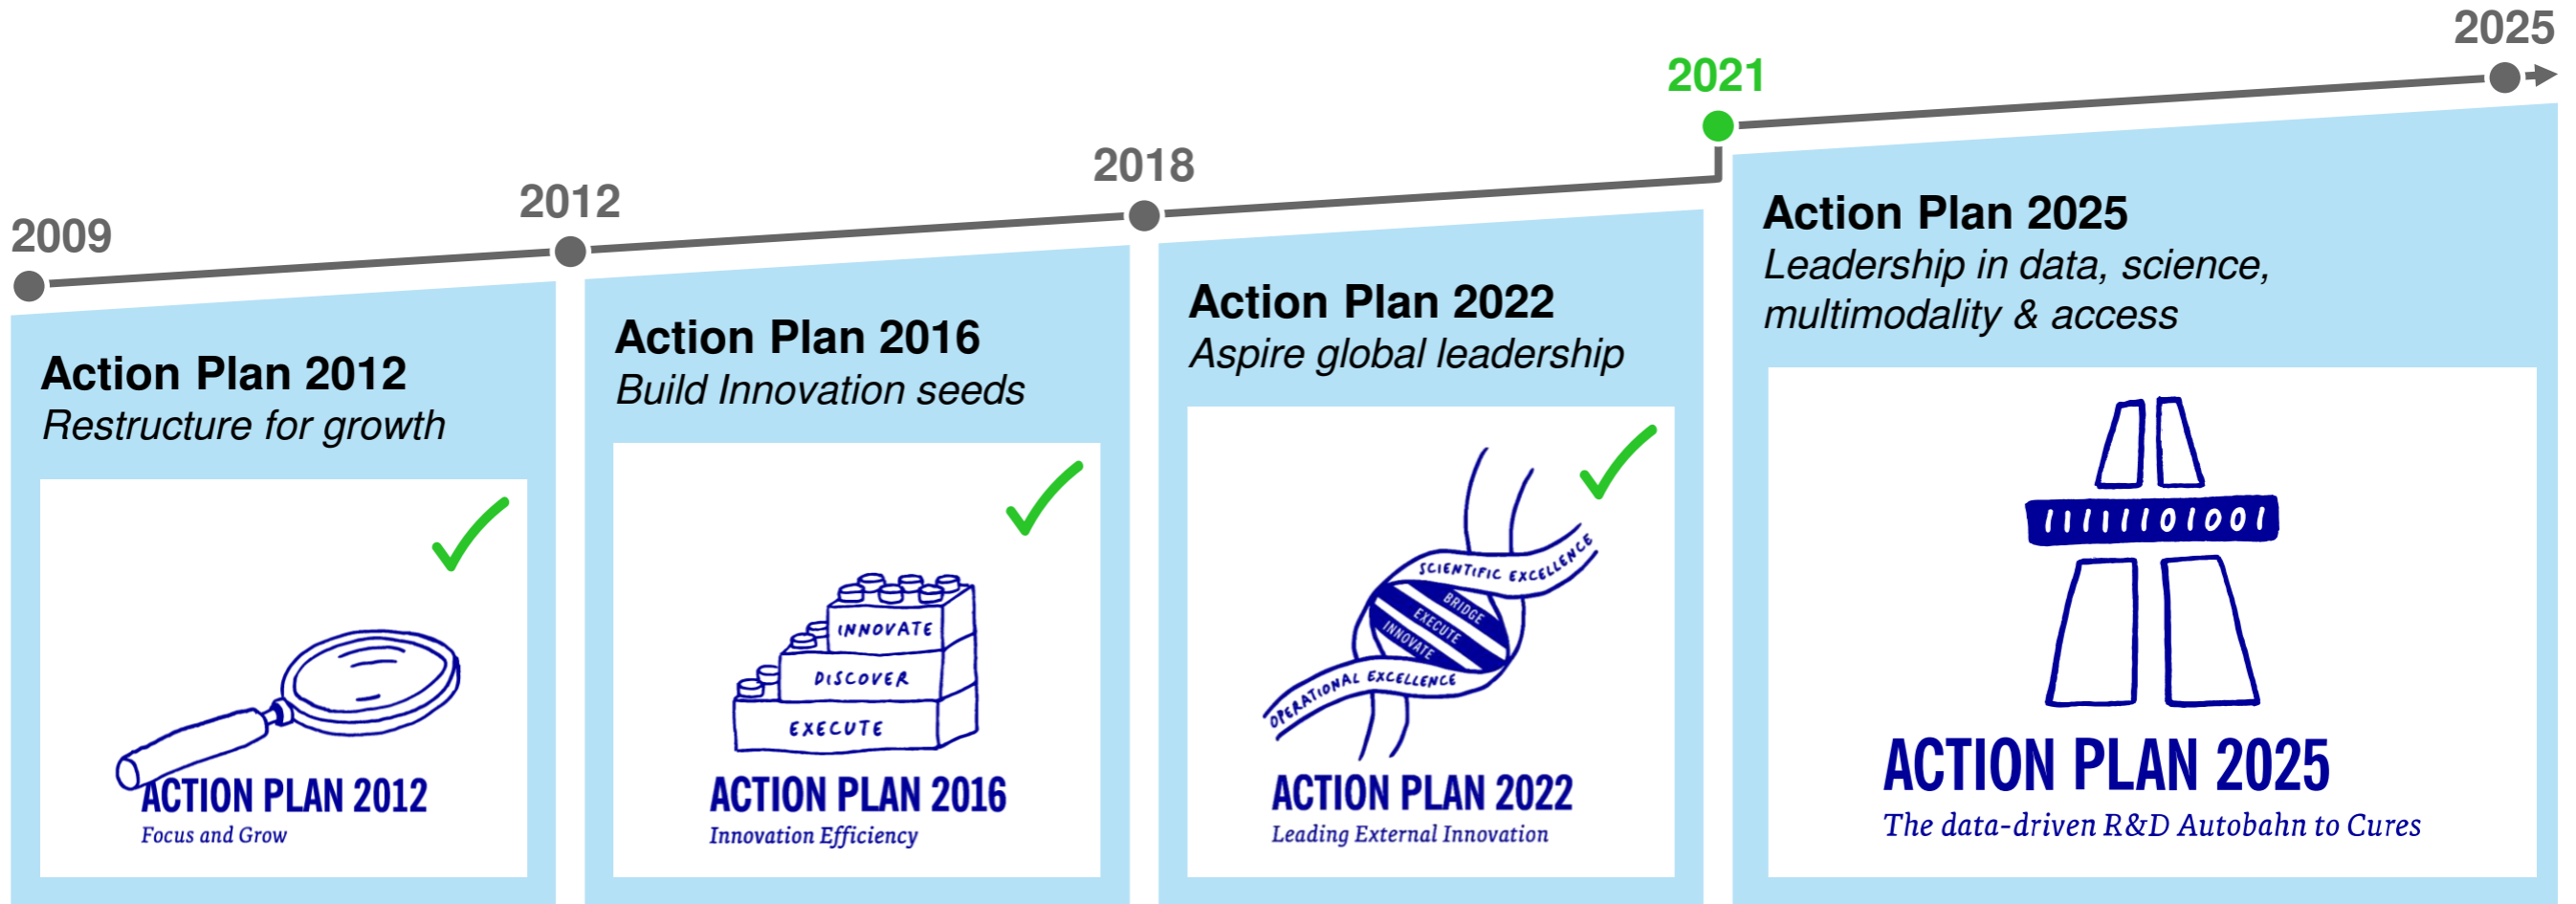 2009
2012
2018
2021
2025
Action Plan 2012
Restructure for growth
ACTION PLAN 2012
Focus and Grow
Action Plan 2016
Build Innovation seeds
INNOVATE
DISCOVER
EXECUTE
ACTION PLAN 2016
Innovation Efficiency
Action Plan 2022
Aspire global leadership
SCIENTIFIC EXCELLENCE
BRIDGE
EXECUTE
INNOVATE
OPERATIONAL EXCELLENCE
ACTION PLAN 2022
Leading External Innovation
Action Plan 2025
Leadership in data, science,
multimodality & access
11111101001
ACTION PLAN 2025
The data-driven R&D Autobahn to Cures